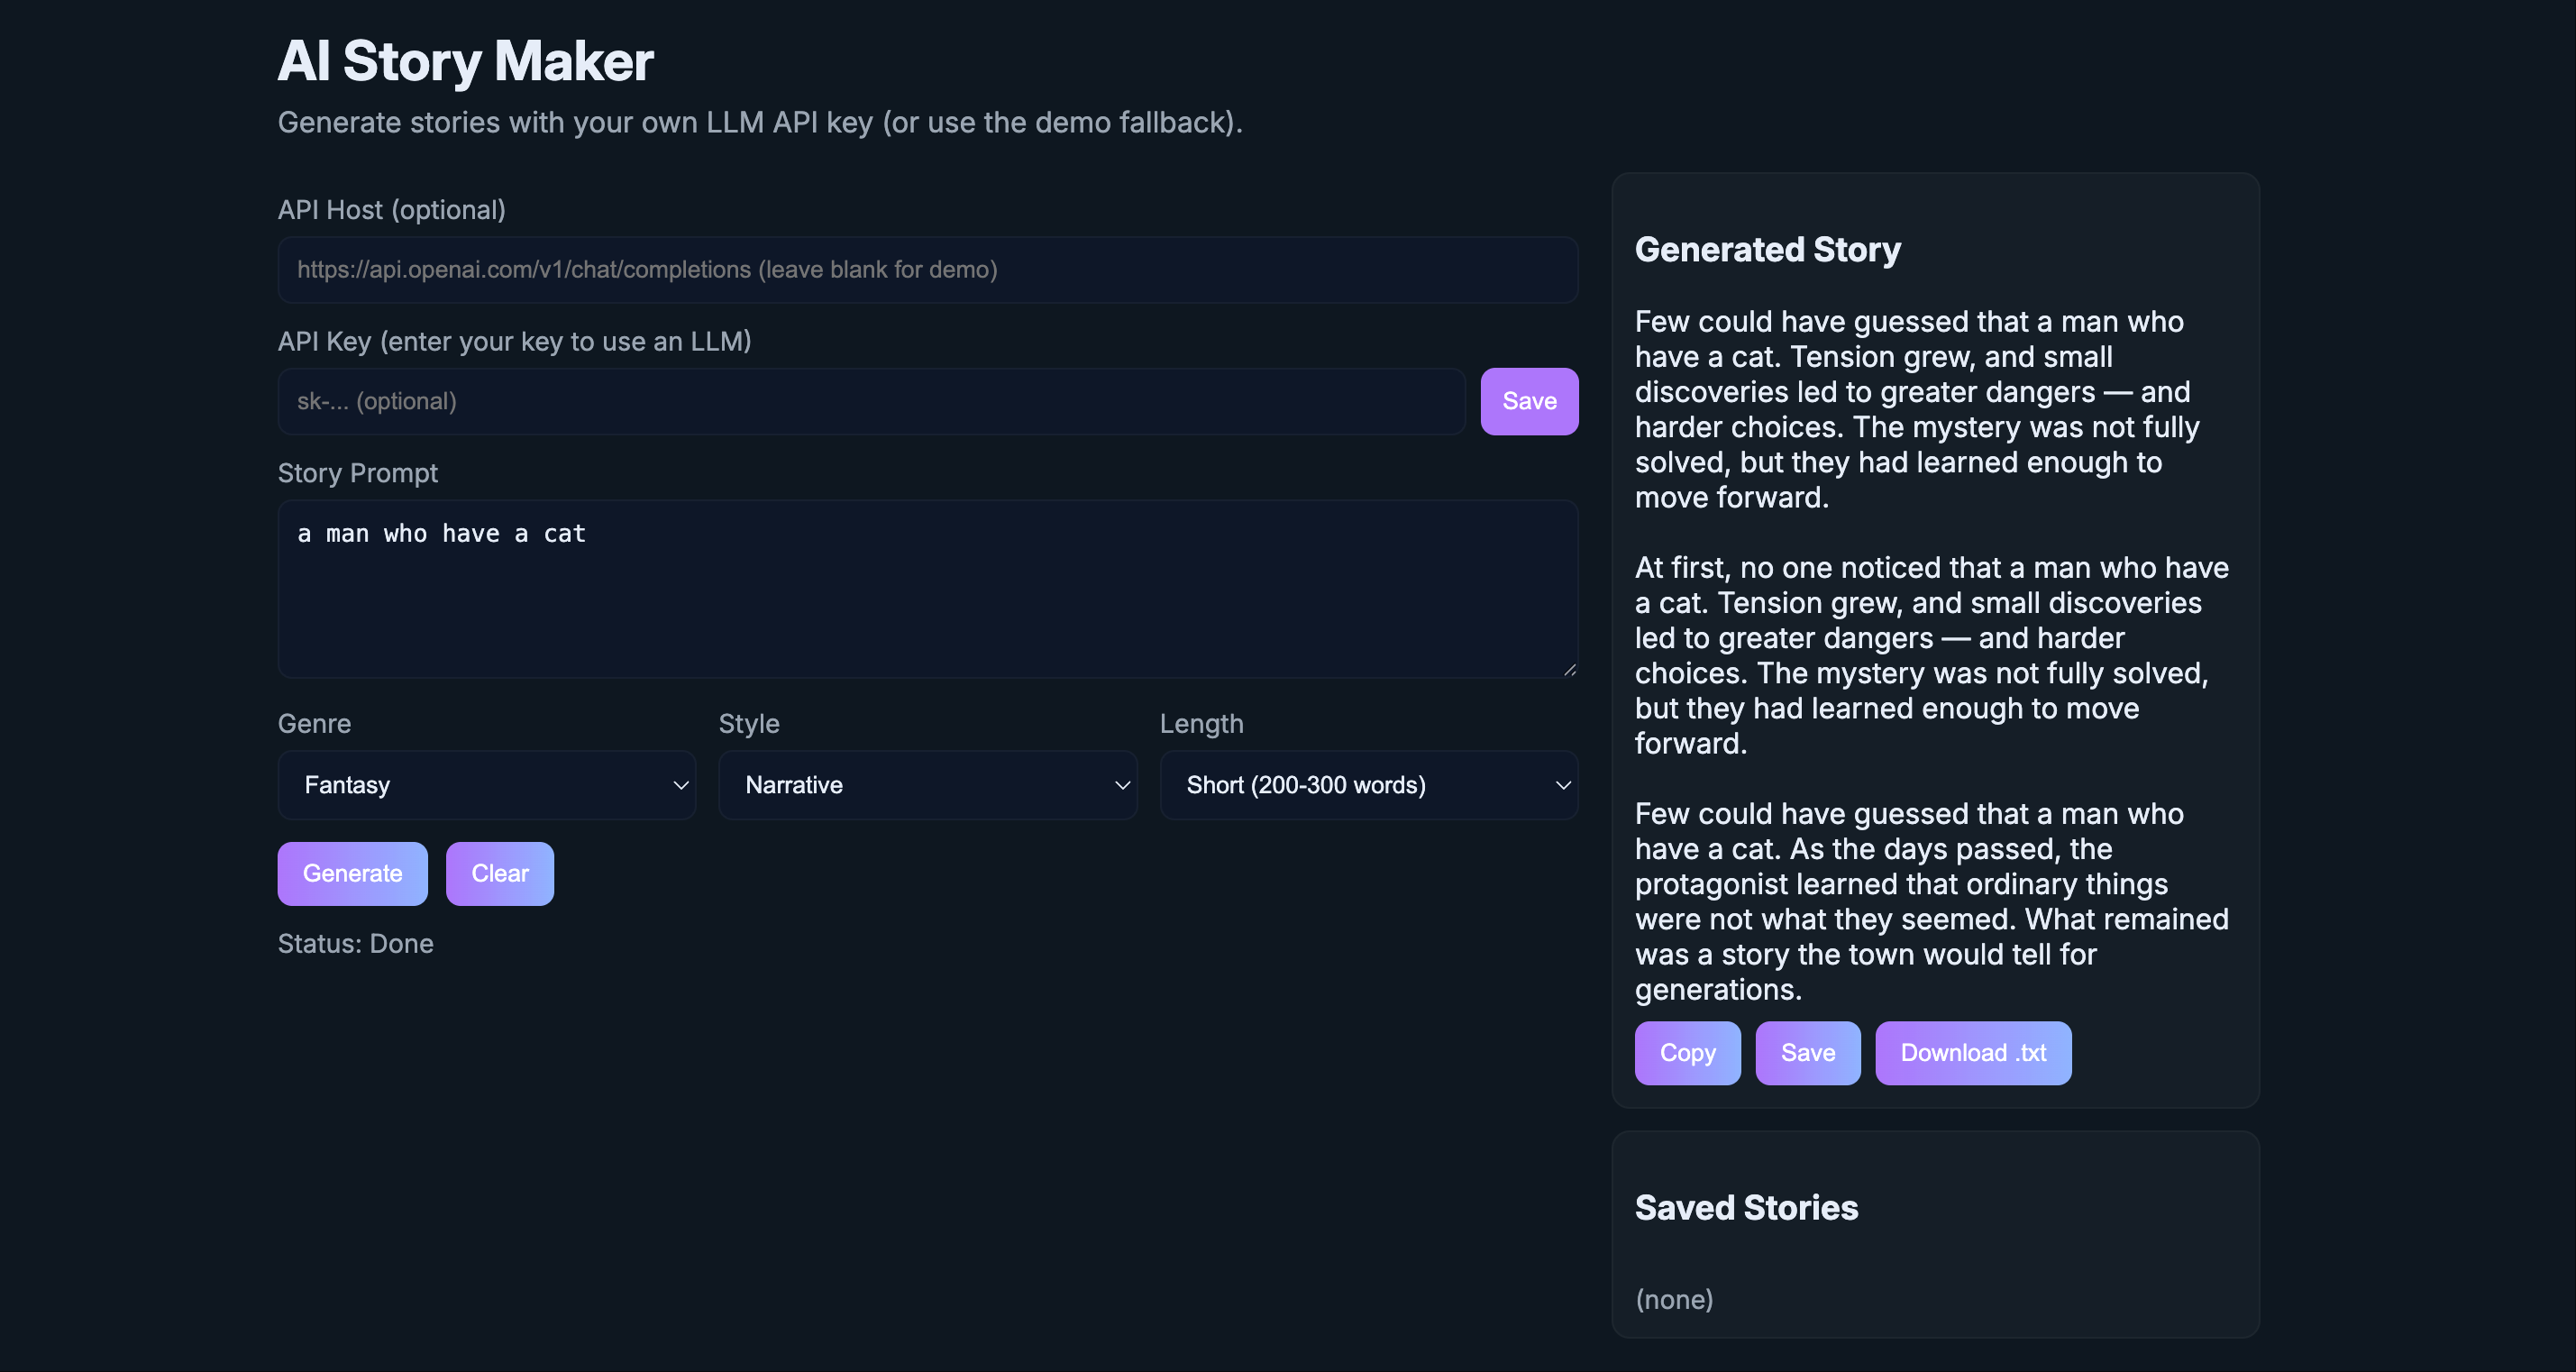 AI Story Maker
Generate stories with your own LLM API key (or use the demo fallback).
API Host (optional)
https://api.openai.com/v1/chat/completions (leave blank for demo)
API Key (enter your key to use an LLM)
sk-... (optional)
Save
Story Prompt
a man who have a cat
Genre
Style
Length
Fantasy
Narrative
Short (200-300 words)
Generate
Clear
Status: Done
Generated Story
Few could have guessed that a man who
have a cat. Tension grew, and small
discoveries led to greater dangers — and
harder choices. The mystery was not fully
solved, but they had learned enough to
move forward.
At first, no one noticed that a man who have
a cat. Tension grew, and small discoveries
led to greater dangers — and harder
choices. The mystery was not fully solved,
but they had learned enough to move
forward.
Few could have guessed that a man who
have a cat. As the days passed, the
protagonist learned that ordinary things
were not what they seemed. What remained
was a story the town would tell for
generations.
Copy
Save
Download .txt
Saved Stories
(none)